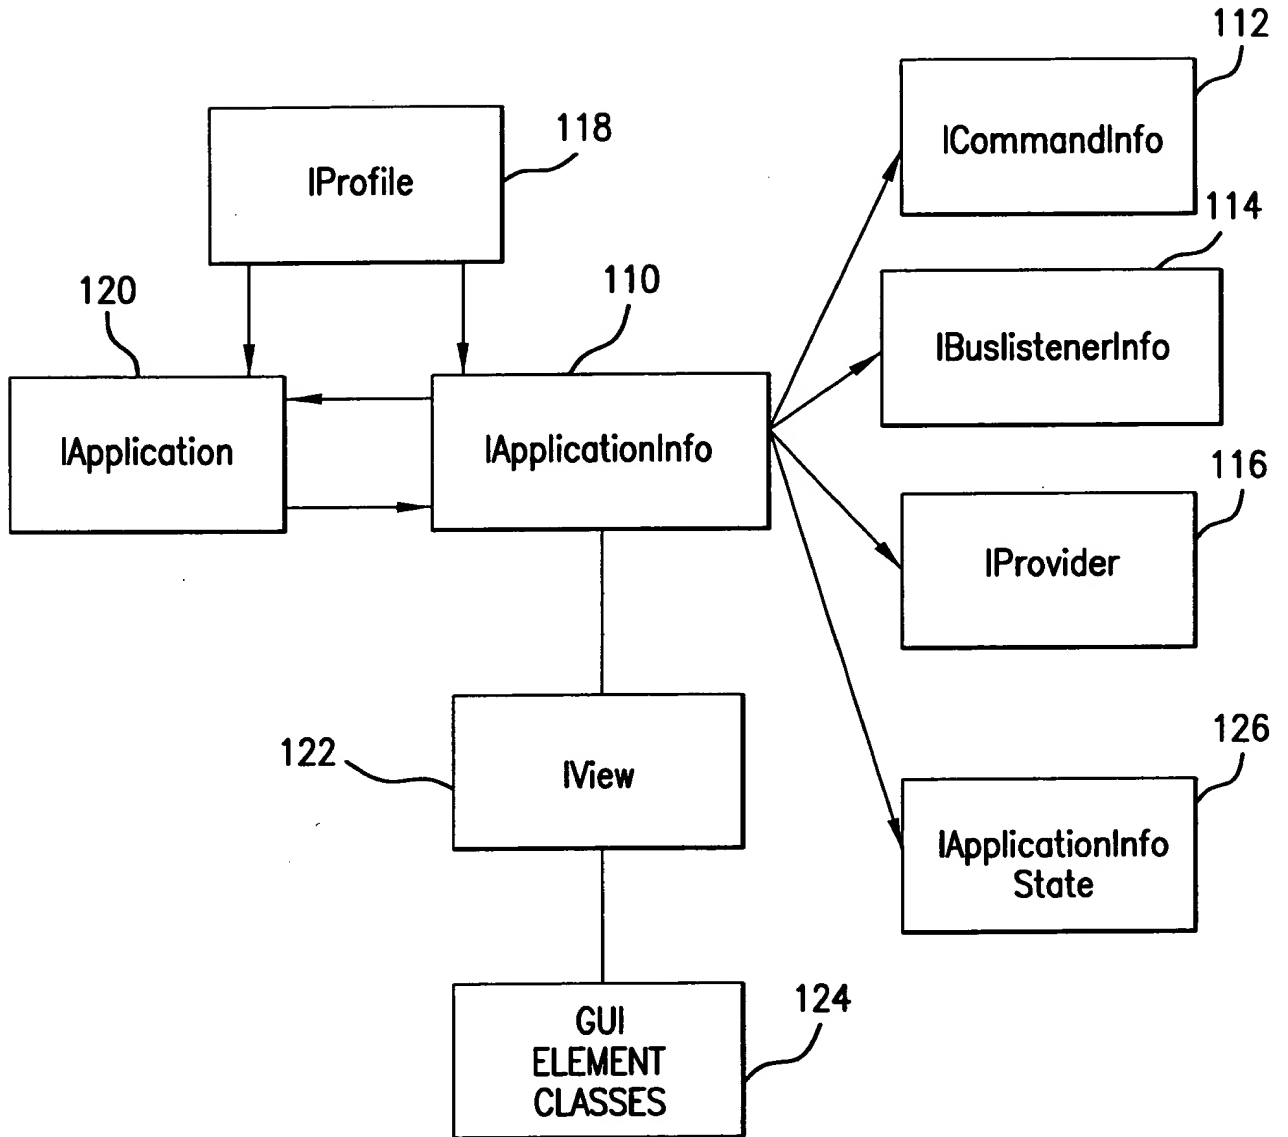 112
ICommandInfo
118
IProfile
114
IBuslistenerInfo
120
110
IApplication
IApplicationInfo
116
IProvider
122
IView
126
IApplicationInfo
State
124
GUI
ELEMENT
CLASSES